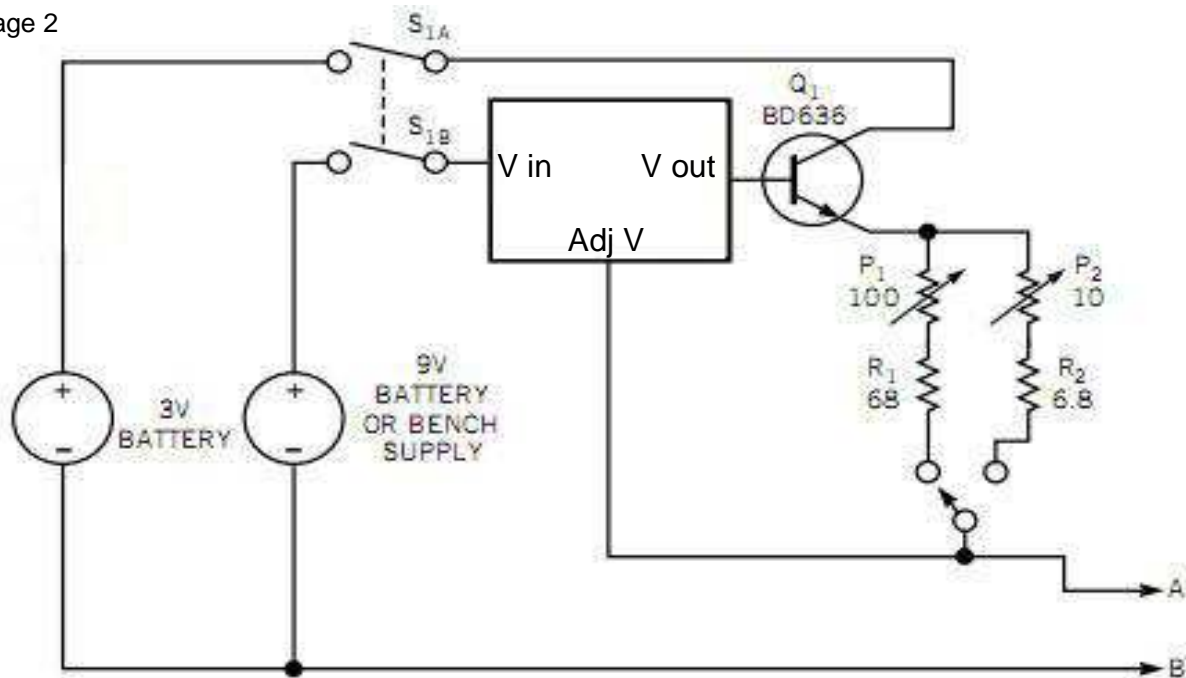 age 2
S1A
S1B
Q1
BD636
V in
V out
Adj V
P1
100
P2
10
R1
68
R2
6.8
+
-
3V
BATTERY
+
-
9V
BATTERY
OR BENCH
SUPPLY
A
B